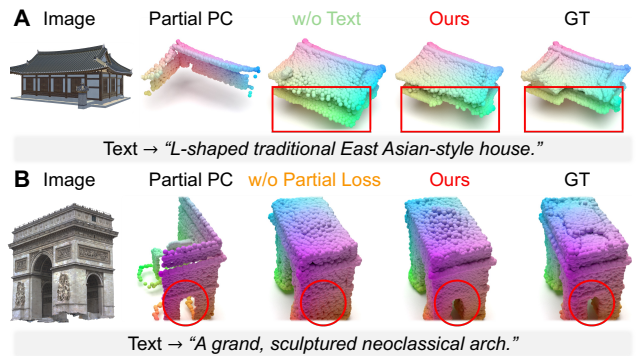 A Image Partial PC w/o Text Ours GT
Text → “L-shaped traditional East Asian-style house.”
B Image Partial PC w/o Partial Loss Ours GT
Text → “A grand, sculptured neoclassical arch.”